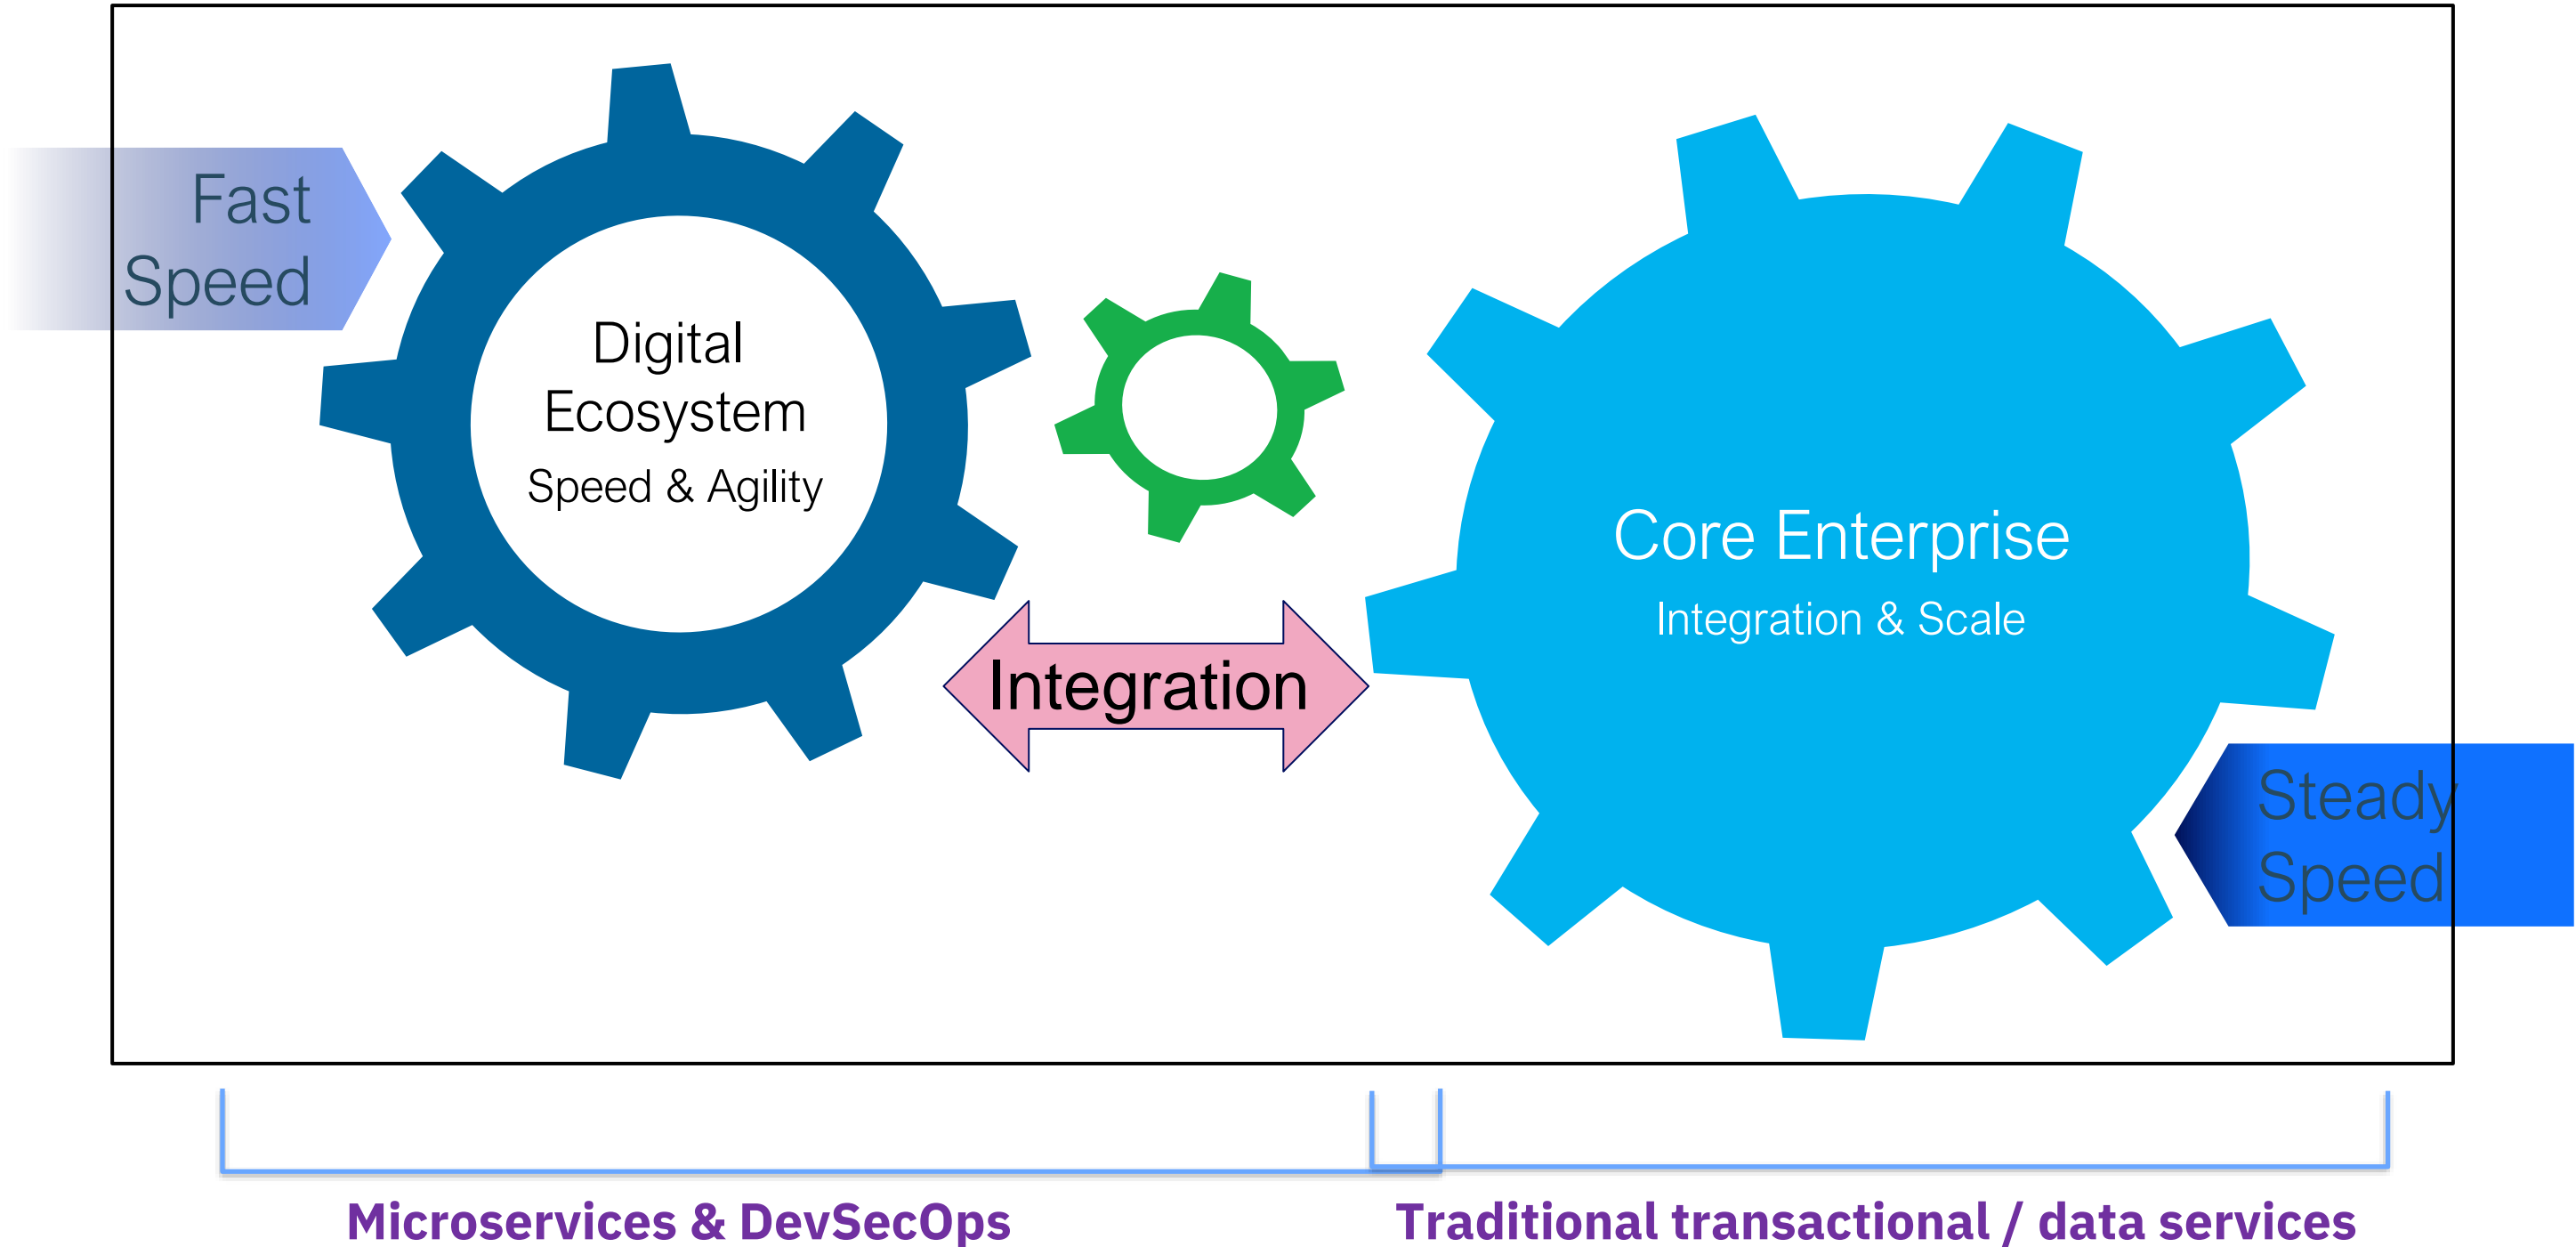 Fast
Speed
Digital
Ecosystem
Speed & Agility
Integration
Core Enterprise
Integration & Scale
Steady
Speed
Microservices & DevSecOps
Traditional transactional / data services